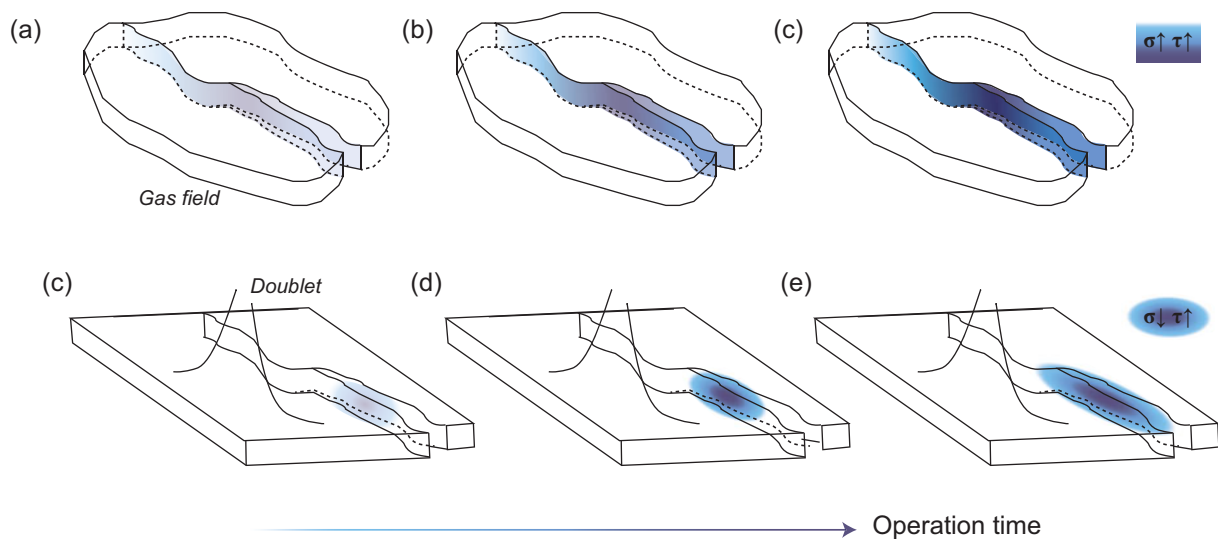 (a)
(b)
(c)
σ↑ τ↑
Gas field
(c)
Doublet
(d)
(e)
σ↓ τ↑
Operation time